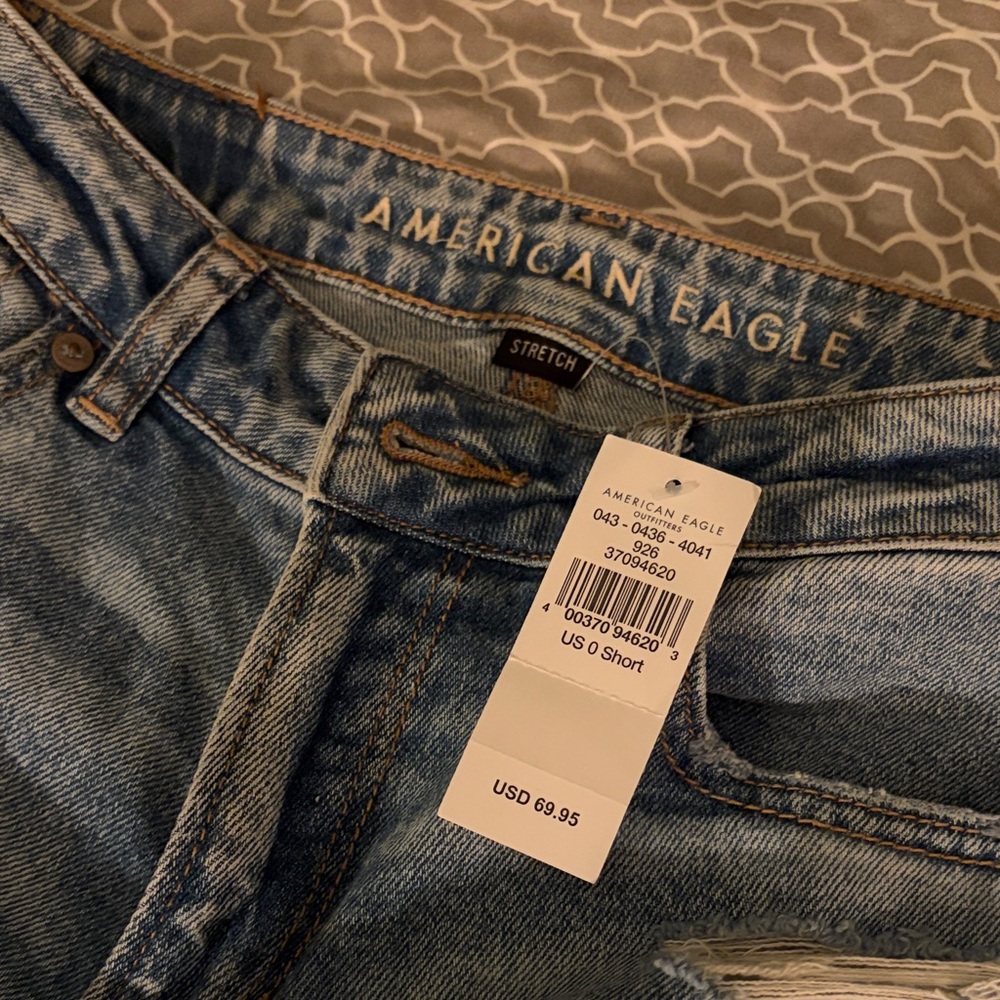 AMERICAN EAGLE
STRETCH
AMERICAN EAGLE
OUTFITTERS
043 - 0436 - 4041
926
37094620
4 00370 94620 3
US 0 Short
USD 69.95